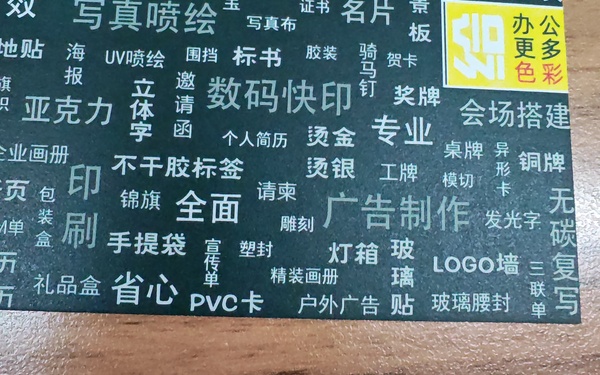 效
宝
证书
名片
景板
写真喷绘
写真布
给
办公
更多
色彩
地贴
海报
UV喷绘
围挡
标书
胶装
骑马钉
贺卡
奖牌
立体字
邀请函
数码快印
亚克力
会场搭建
个人简历
烫金
专业
企业画册
不干胶标签
烫银
工牌
桌牌
异形卡
铜牌
模切
印刷
包装盒
锦旗
全面
请柬
雕刻
广告制作
发光字
无碳复写
三联单
手提袋
宣传单
塑封
灯箱
玻璃贴
LOGO墙
精装画册
礼品盒
省心
PVC卡
户外广告
玻璃腰封